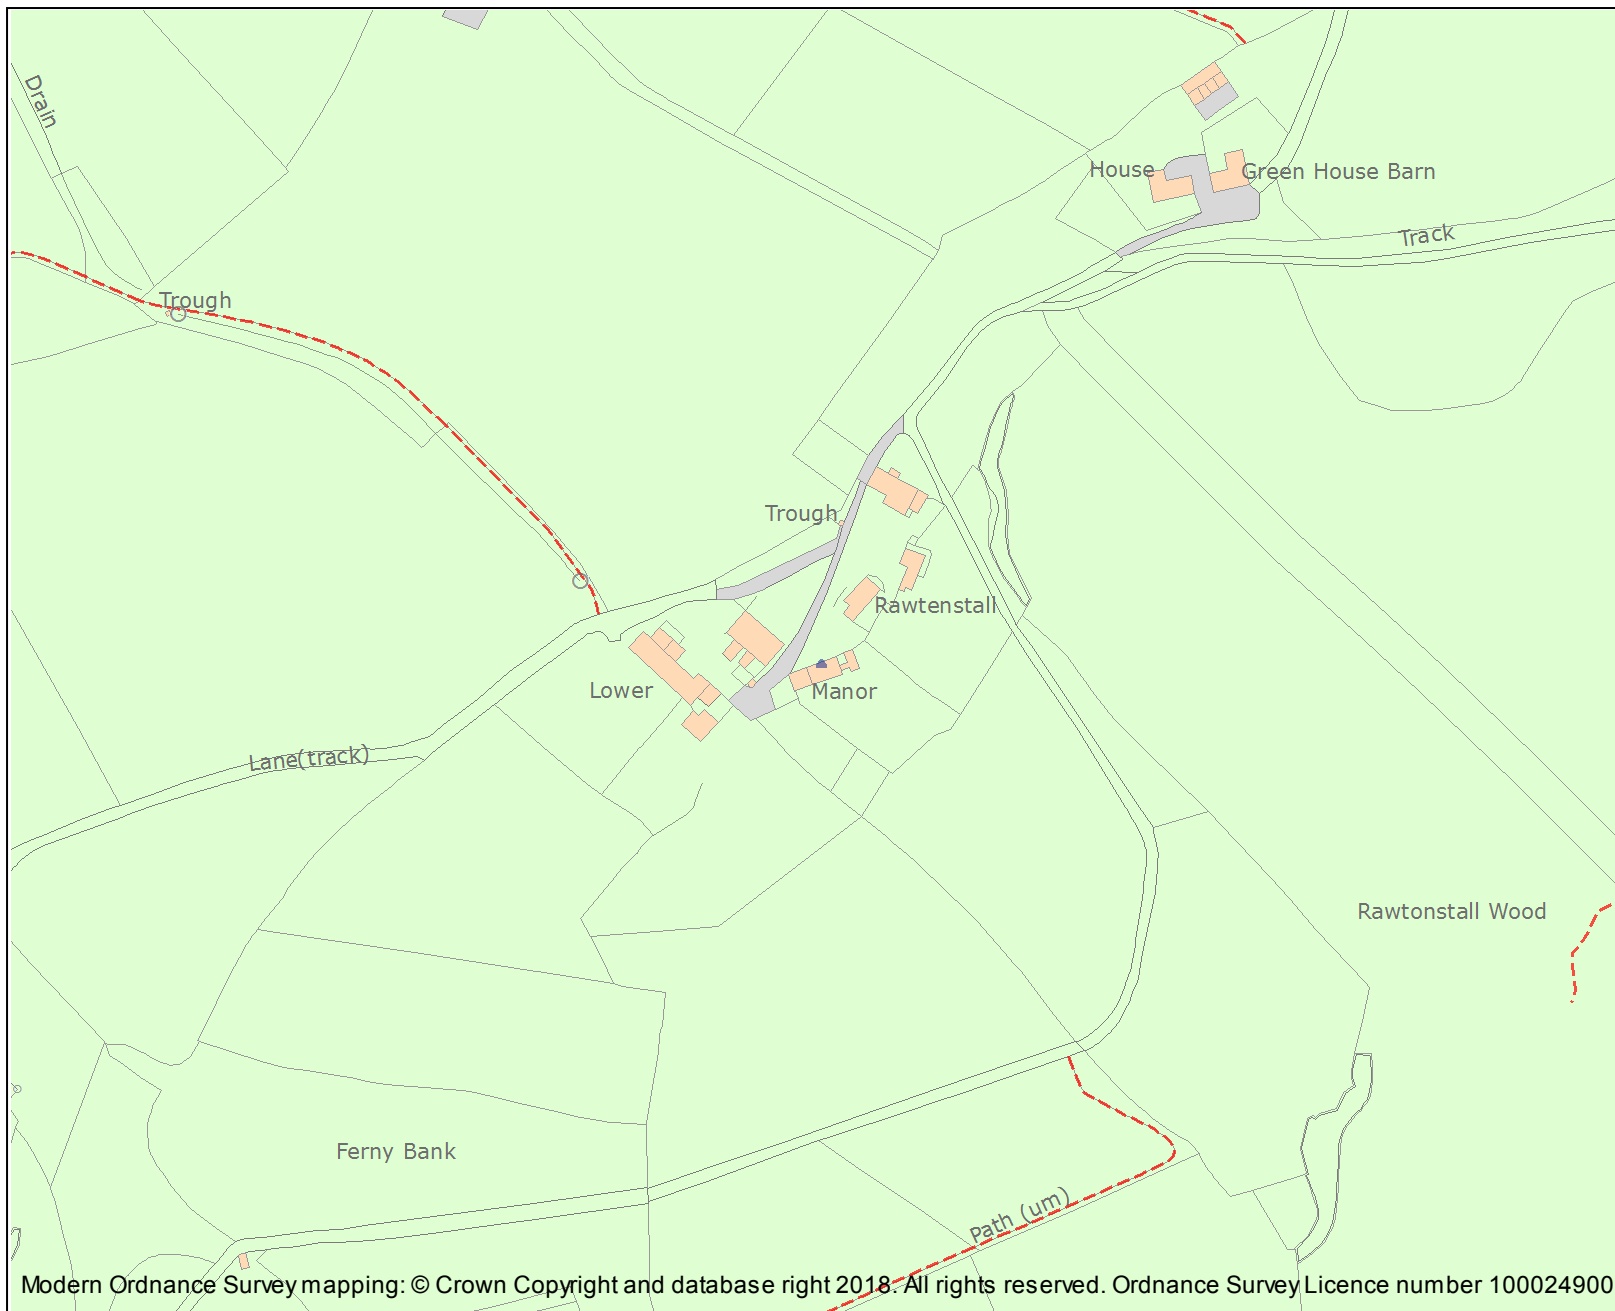 Drain
House
Green House Barn
Track
Trough
Trough
Rawtenstall
Lower
Manor
Lane(track)
Rawtonstall Wood
Ferny Bank
Path (um)
Modern Ordnance Survey mapping: © Crown Copyright and database right 2018. All rights reserved. Ordnance Survey Licence number 100024900